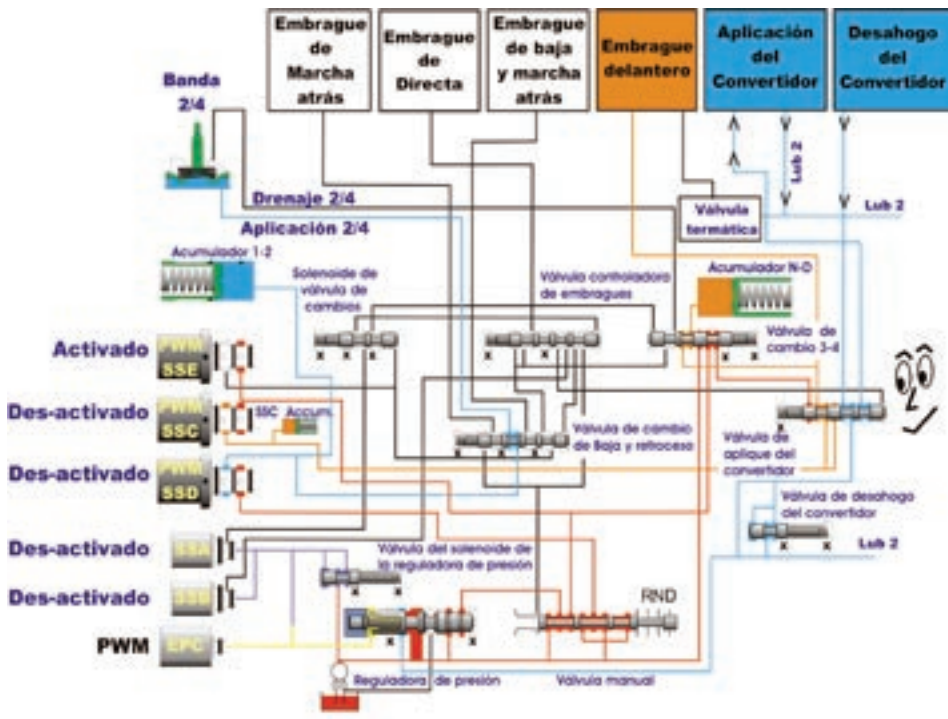 Embrague
de
Marcha
atrás
Embrague
de
Directa
Embrague
de baja
y marcha
atrás
Embrague
delantero
Aplicación
del
Convertidor
Desahogo
del
Convertidor
Banda
2/4
Lub 2
Drenaje 2/4
Válvula
termática
Lub 2
Aplicación 2/4
Acumulador 1-2
Solenoide de
válvula de
cambios
Válvula controladora
de embragues
Acumulador N-D
Válvula de
cambio 3-4
Activado
PWM
SSE
Des-activado
PWM
SSC
SSC Accum.
Válvula de cambio
de Baja y retroceso
Válvula de
aplique del
convertidor
Des-activado
PWM
SSD
Válvula de desahogo
del convertidor
Des-activado
SSA
Válvula del solenoide de
la reguladora de presión
Lub 2
Des-activado
SSB
RND
PWM
EPC
Reguladora de presión
Válvula manual
x x x
x x
x
x x x
x
x x
x x
x x